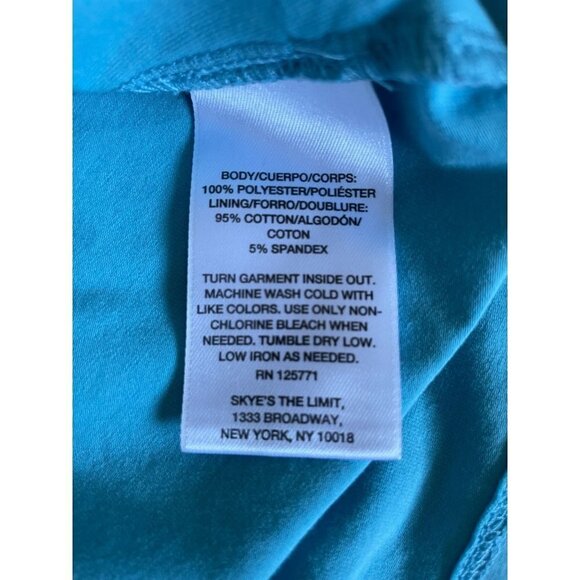 BODY/CUERPO/CORPS:
100% POLYESTER/POLIÉSTER
LINING/FORRO/DOUBLURE:
95% COTTON/ALGODÓN/
COTON
5% SPANDEX
TURN GARMENT INSIDE OUT.
MACHINE WASH COLD WITH
LIKE COLORS. USE ONLY NON-
CHLORINE BLEACH WHEN
NEEDED. TUMBLE DRY LOW.
LOW IRON AS NEEDED.
RN 125771
SKYE'S THE LIMIT,
1333 BROADWAY,
NEW YORK, NY 10018